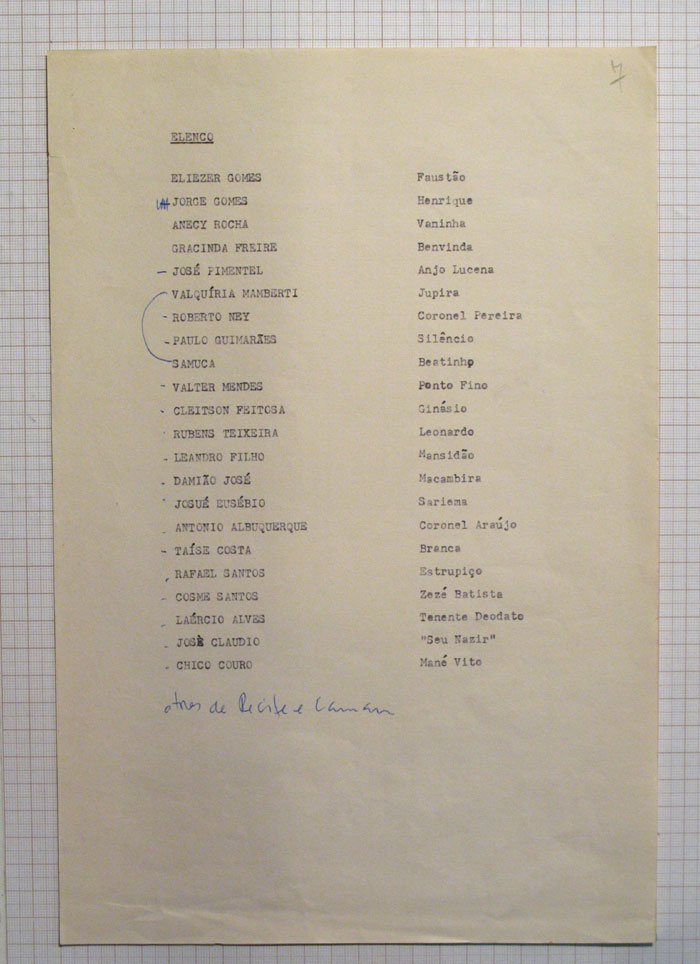 7
ELENCO
ELIEZER GOMES Faustão
JORGE GOMES Henrique
ANECY ROCHA Vaninha
GRACINDA FREIRE Benvinda
- JOSÉ PIMENTEL Anjo Lucena
VALQUÍRIA MAMBERTI Jupira
- ROBERTO NEY Coronel Pereira
- PAULO GUIMARÃES Silêncio
SAMUCA Beatinho
- VALTER MENDES Ponto Fino
- CLEITSON FEITOSA Ginásio
RUBENS TEIXEIRA Leonardo
- LEANDRO FILHO Mansidão
- DAMIÃO JOSÉ Macambira
JOSUÉ EUSÉBIO Sariema
- ANTONIO ALBUQUERQUE Coronel Araújo
- TAÍSE COSTA Branca
- RAFAEL SANTOS Estrupiço
- COSME SANTOS Zezé Batista
- LAÉRCIO ALVES Tenente Deodato
- JOSÉ CLAUDIO "Seu Nazir"
- CHICO COURO Mané Vito
de Recife e